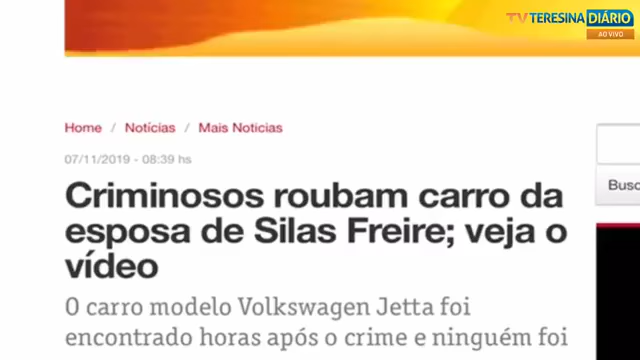 TV TERESINA DIÁRIO
AO VIVO
Home / Notícias / Mais Noticias
07/11/2019 - 08:39 hs
Criminosos roubam carro da
esposa de Silas Freire; veja o
vídeo
O carro modelo Volkswagen Jetta foi
encontrado horas após o crime e ninguém foi
Busc